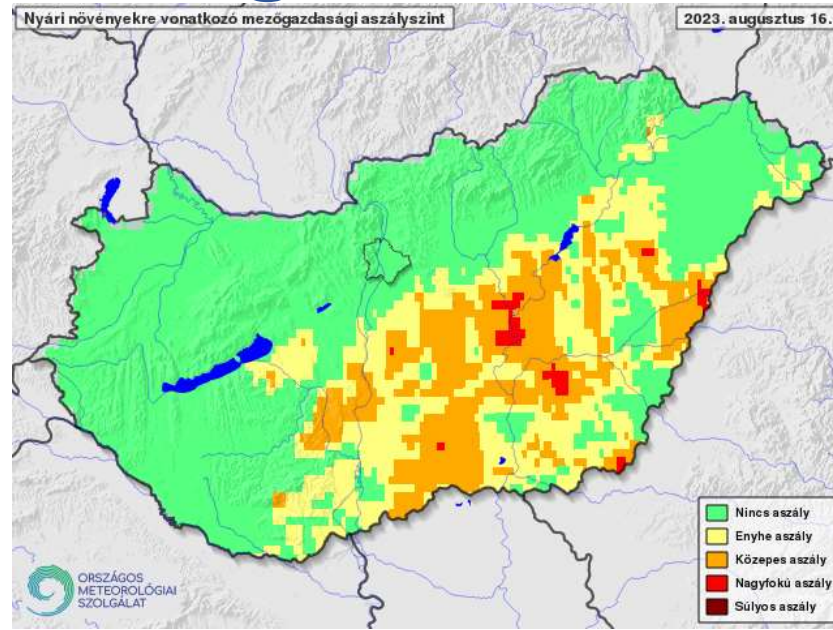 Nyári növényekre vonatkozó mezőgazdasági aszályszint
2023. augusztus 16.
Nincs aszály
Enyhe aszály
Közepes aszály
Nagyfokú aszály
Súlyos aszály
ORSZÁGOS
METEOROLÓGIAI
SZOLGÁLAT